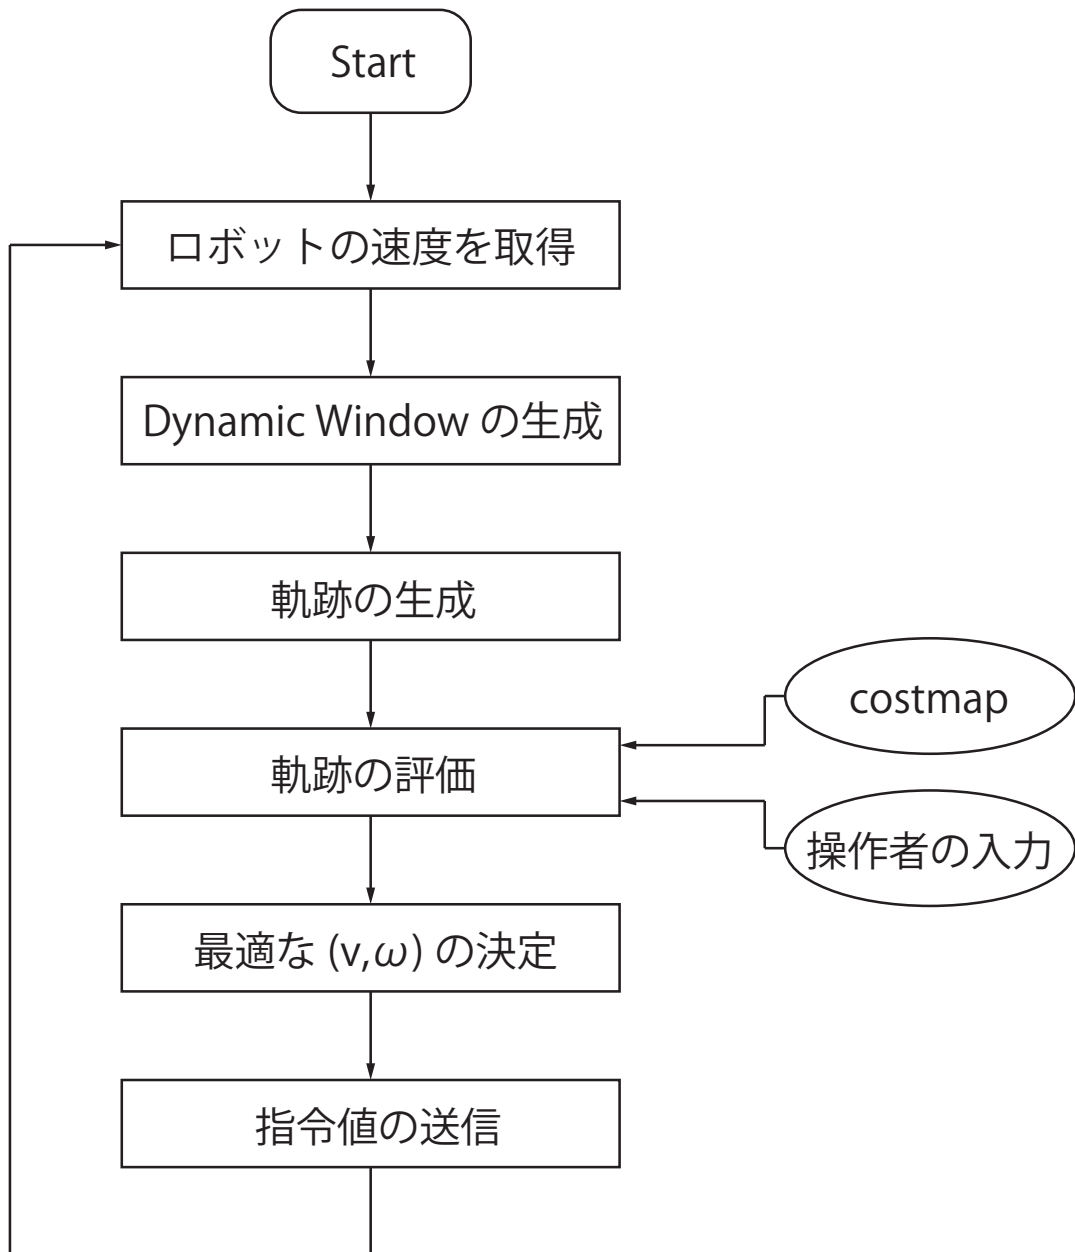 Start
ロボットの速度を取得
Dynamic Window の生成
軌跡の生成
costmap
軌跡の評価
操作者の入力
最適な (v,ω) の決定
指令値の送信